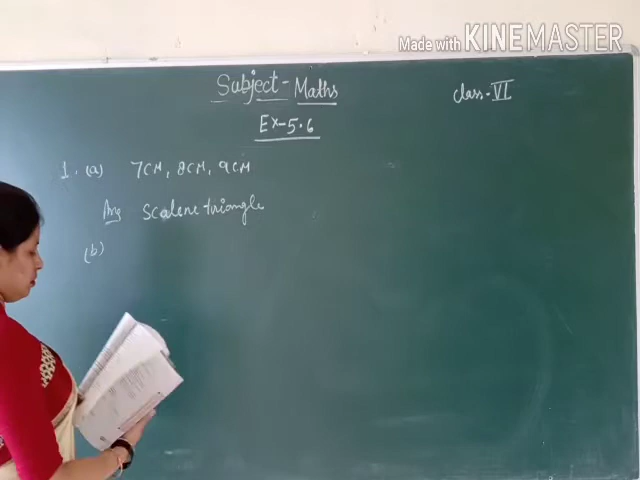 Made with KINEMASTER
Subject - Maths
class - VI
Ex - 5.6
1. (a) 7CM, 8CM, 9CM
Ans Scalene triangle
(b)